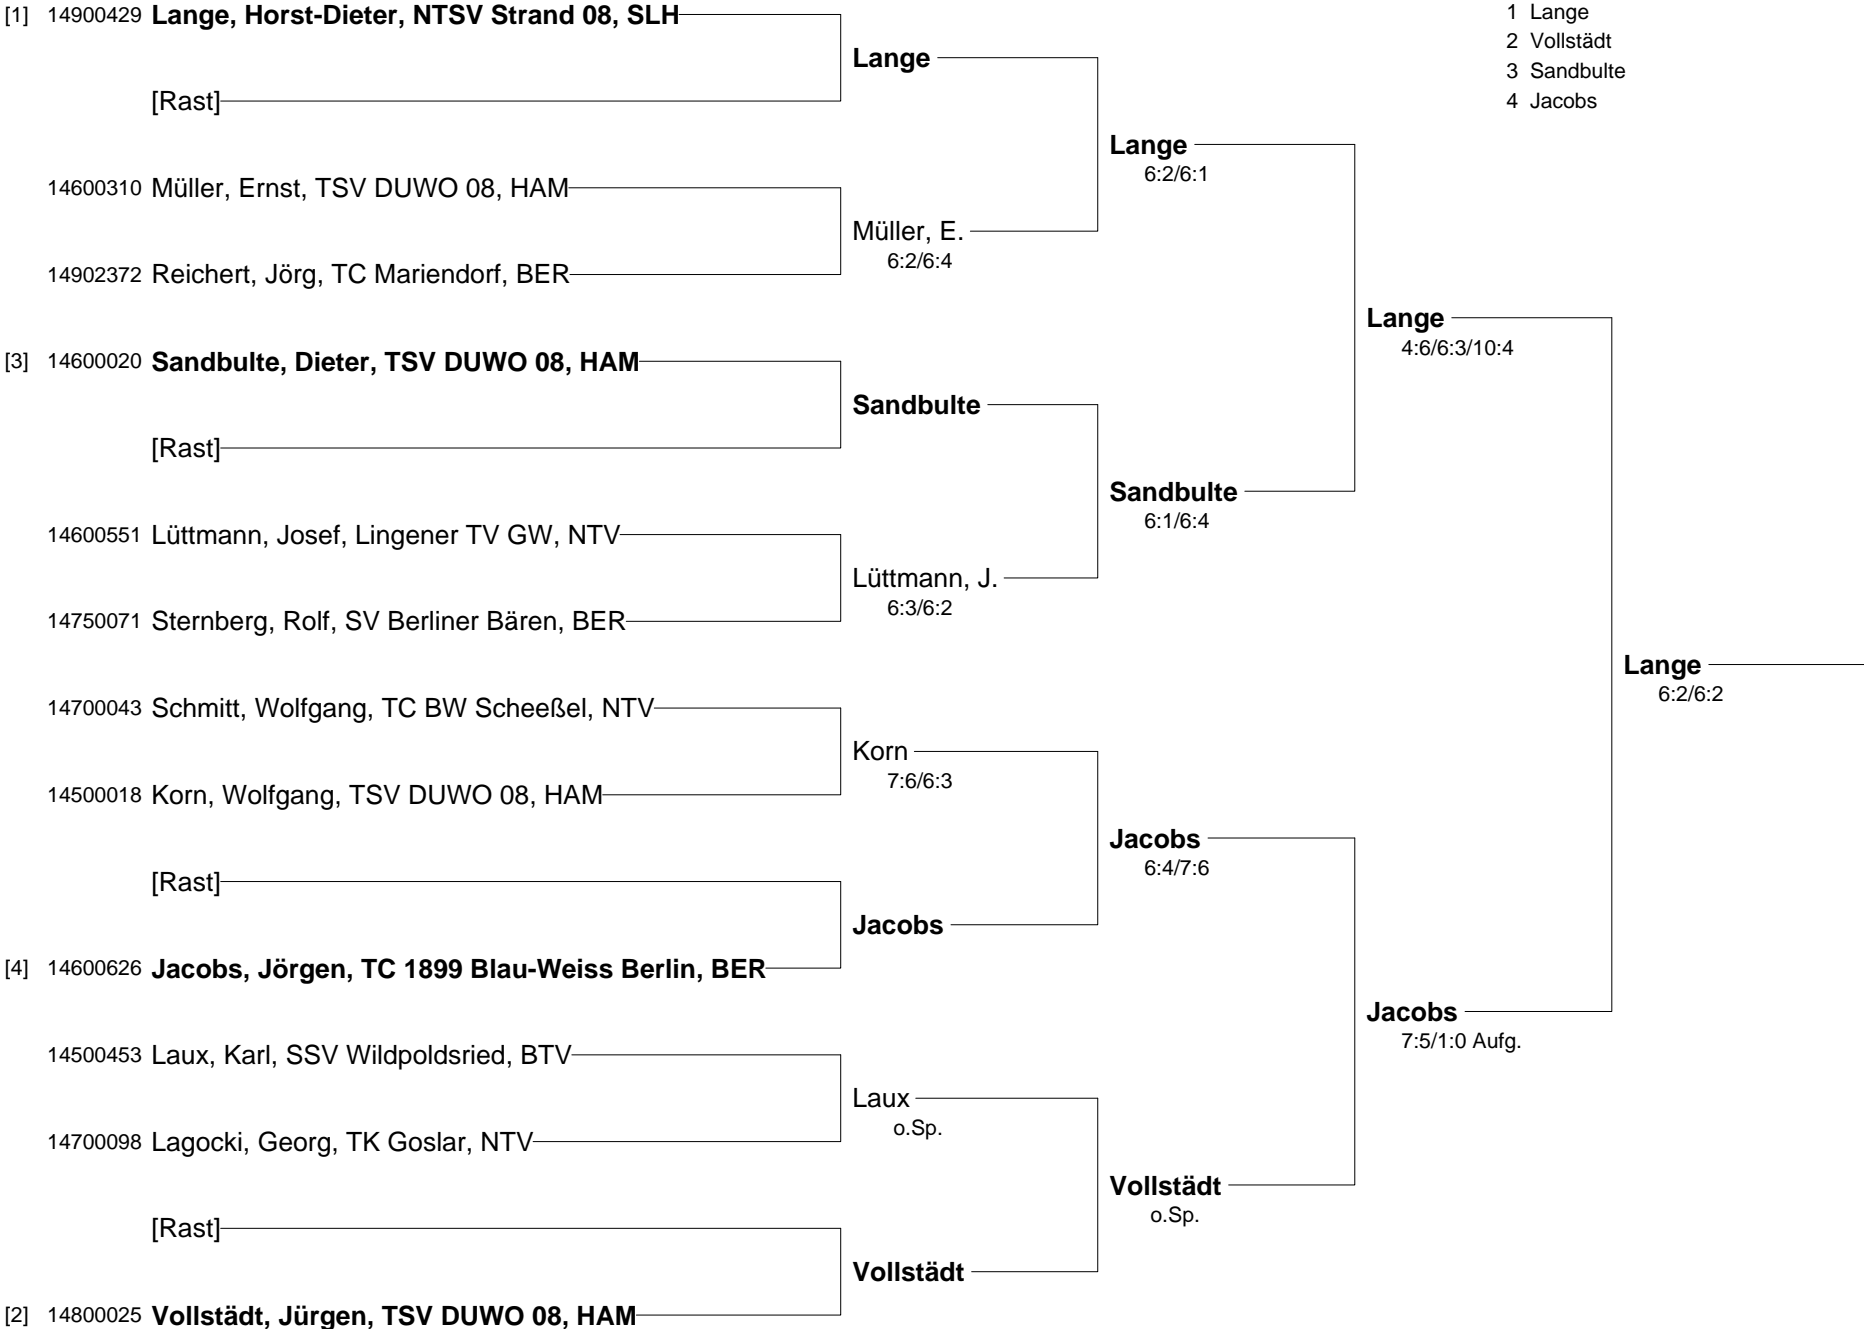 [1] 14900429 Lange, Horst-Dieter, NTSV Strand 08, SLH
[Rast]
14600310 Müller, Ernst, TSV DUWO 08, HAM
14902372 Reichert, Jörg, TC Mariendorf, BER
[3] 14600020 Sandbulte, Dieter, TSV DUWO 08, HAM
[Rast]
14600551 Lüttmann, Josef, Lingener TV GW, NTV
14750071 Sternberg, Rolf, SV Berliner Bären, BER
14700043 Schmitt, Wolfgang, TC BW Scheeßel, NTV
14500018 Korn, Wolfgang, TSV DUWO 08, HAM
[Rast]
[4] 14600626 Jacobs, Jörgen, TC 1899 Blau-Weiss Berlin, BER
14500453 Laux, Karl, SSV Wildpoldsried, BTV
14700098 Lagocki, Georg, TK Goslar, NTV
[Rast]
[2] 14800025 Vollstädt, Jürgen, TSV DUWO 08, HAM
Lange
Müller, E.
6:2/6:4
Sandbulte
Lüttmann, J.
6:3/6:2
Korn
7:6/6:3
Jacobs
Laux
o.Sp.
Vollstädt
Lange
6:2/6:1
Sandbulte
6:1/6:4
Jacobs
6:4/7:6
Vollstädt
o.Sp.
Lange
4:6/6:3/10:4
Jacobs
7:5/1:0 Aufg.
Lange
6:2/6:2
1 Lange
2 Vollstädt
3 Sandbulte
4 Jacobs